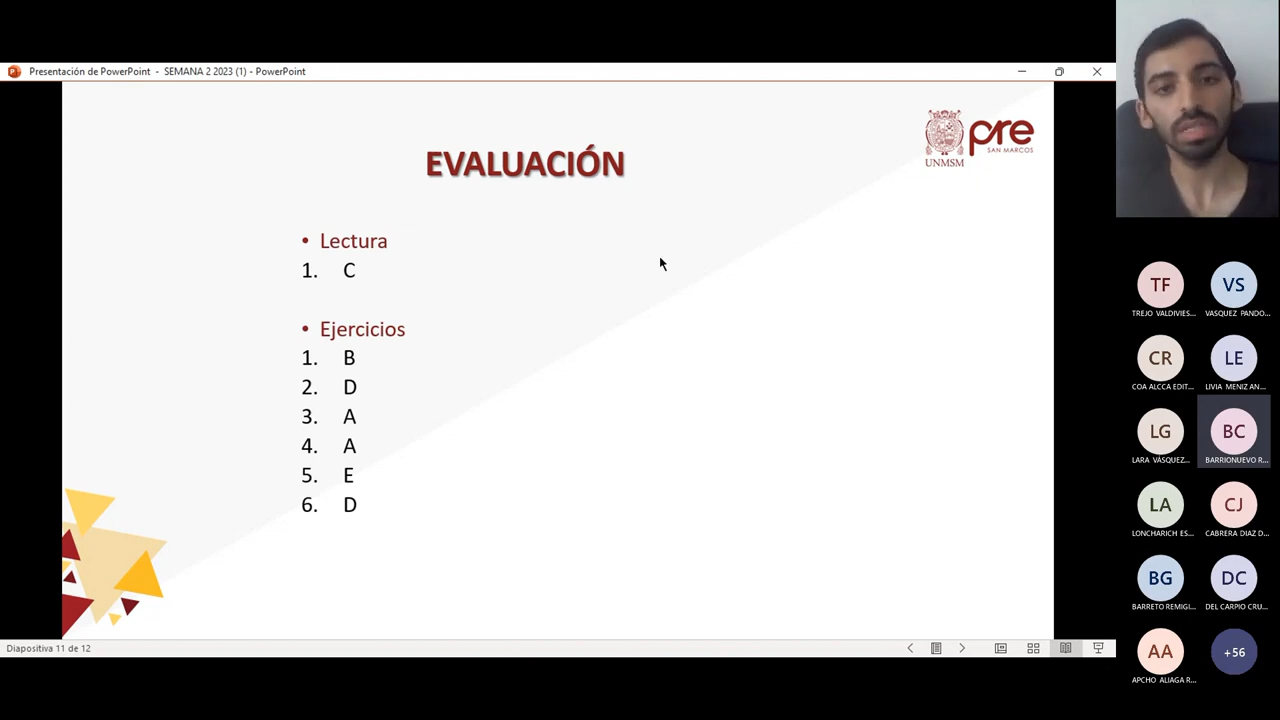 Presentación de PowerPoint - SEMANA 2 2023 (1) - PowerPoint
UNMSM
pre
SAN MARCOS
EVALUACIÓN
• Lectura
1. C
• Ejercicios
1. B
2. D
3. A
4. A
5. E
6. D
Diapositiva 11 de 12
TF
VS
TREJO VALDIVIES...
VASQUEZ PANDO...
CR
LE
COA ALCCA EDIT...
LIVIA MENIZ AN...
LG
BC
LARA VÁSQUEZ...
BARRIONUEVO R...
LA
CJ
LONCHARICH ES...
CABRERA DIAZ D...
BG
DC
BARRETO REMIGI...
DEL CARPIO CRU...
AA
+56
APCHO ALIAGA R...